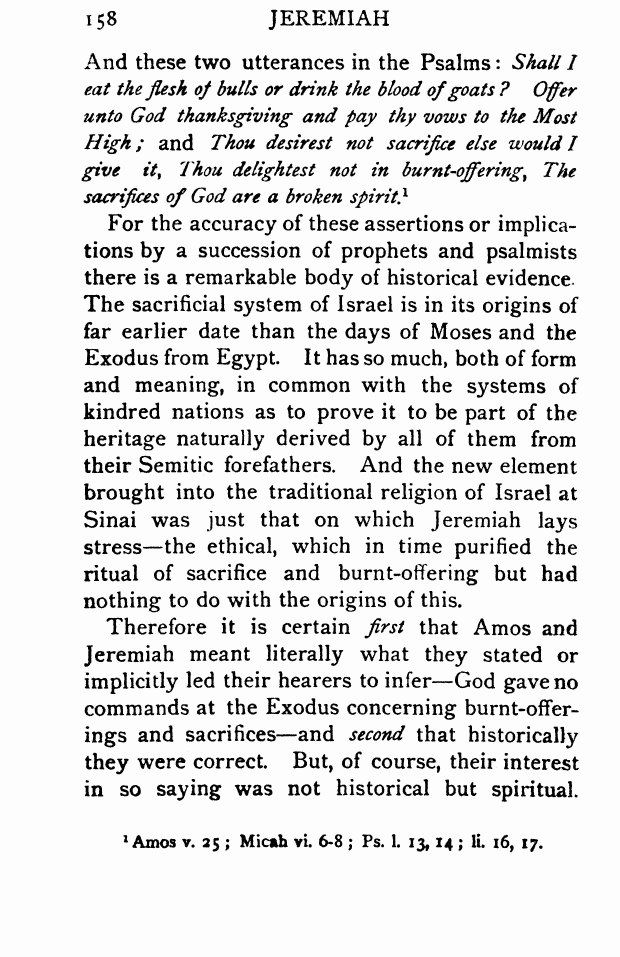 158 JEREMIAH
And these two utterances in the Psalms: Shall I
eat the flesh of bulls or drink the blood of goats? Offer
unto God thanksgiving and pay thy vows to the Most
High; and Thou desirest not sacrifice else would I
give it, Thou delightest not in burnt-offering, The
sacrifices of God are a broken spirit.¹
For the accuracy of these assertions or implica-
tions by a succession of prophets and psalmists
there is a remarkable body of historical evidence.
The sacrificial system of Israel is in its origins of
far earlier date than the days of Moses and the
Exodus from Egypt. It has so much, both of form
and meaning, in common with the systems of
kindred nations as to prove it to be part of the
heritage naturally derived by all of them from
their Semitic forefathers. And the new element
brought into the traditional religion of Israel at
Sinai was just that on which Jeremiah lays
stress—the ethical, which in time purified the
ritual of sacrifice and burnt-offering but had
nothing to do with the origins of this.
Therefore it is certain first that Amos and
Jeremiah meant literally what they stated or
implicitly led their hearers to infer—God gave no
commands at the Exodus concerning burnt-offer-
ings and sacrifices—and second that historically
they were correct. But, of course, their interest
in so saying was not historical but spiritual.
¹ Amos v. 25; Micah vi. 6-8; Ps. l. 13, 14; li. 16, 17.